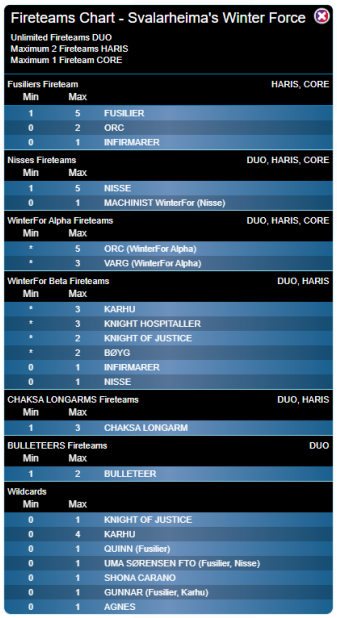 Fireteams Chart - Svalarheima's Winter Force
Unlimited Fireteams DUO
Maximum 2 Fireteams HARIS
Maximum 1 Fireteam CORE
Fusiliers Fireteam HARIS, CORE
Min Max
1 5 FUSILIER
0 2 ORC
0 1 INFIRMARER
Nisses Fireteams DUO, HARIS, CORE
Min Max
1 5 NISSE
0 1 MACHINIST WinterFor (Nisse)
WinterFor Alpha Fireteams DUO, HARIS, CORE
Min Max
* 5 ORC (WinterFor Alpha)
* 3 VARG (WinterFor Alpha)
WinterFor Beta Fireteams DUO, HARIS
Min Max
* 3 KARHU
* 3 KNIGHT HOSPITALLER
* 2 KNIGHT OF JUSTICE
* 2 BØYG
0 1 INFIRMARER
0 1 NISSE
CHAKSA LONGARMS Fireteams DUO, HARIS
Min Max
1 3 CHAKSA LONGARM
BULLETEERS Fireteams DUO
Min Max
1 2 BULLETEER
Wildcards
Min Max
0 1 KNIGHT OF JUSTICE
0 4 KARHU
0 1 QUINN (Fusilier)
0 1 UMA SØRENSEN FTO (Fusilier, Nisse)
0 1 SHONA CARANO
0 1 GUNNAR (Fusilier, Karhu)
0 1 AGNES